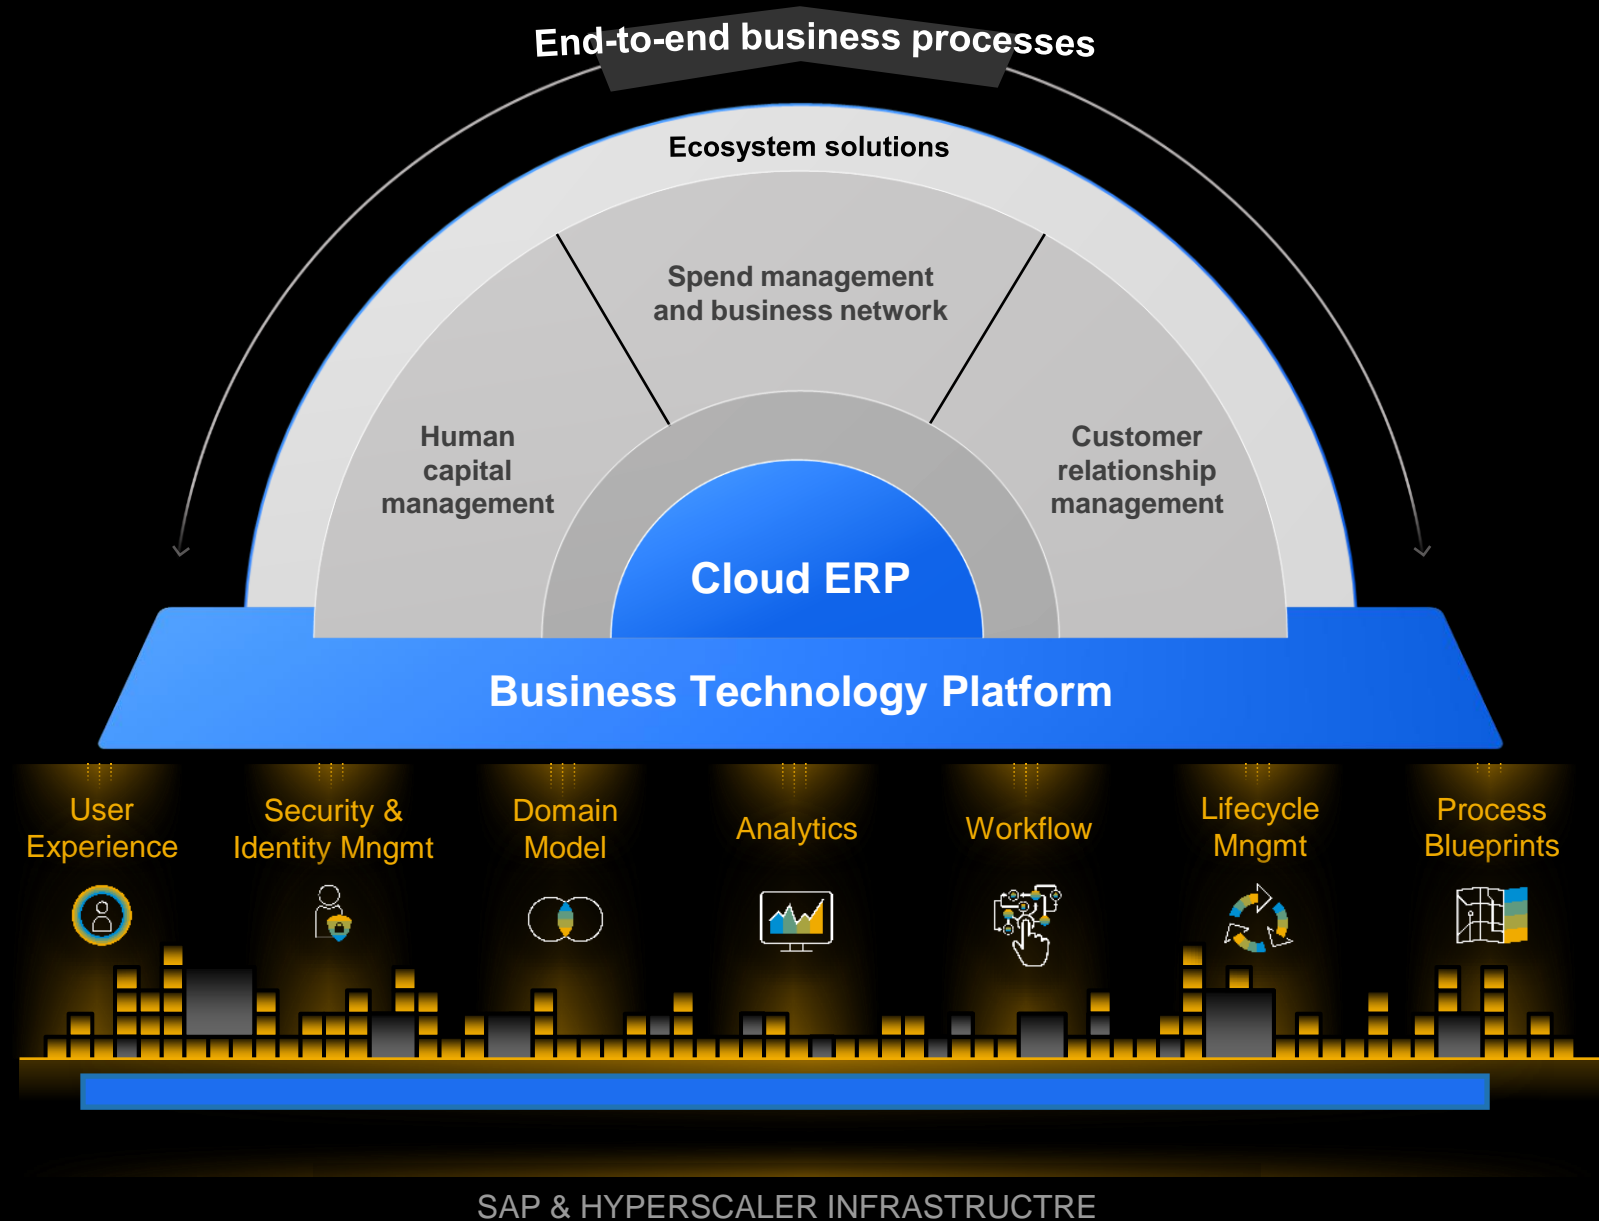 End-to-end business processes
Ecosystem solutions
Spend management
and business network
Human
capital
management
Customer
relationship
management
Cloud ERP
Business Technology Platform
User
Experience
Security &
Identity Mngmt
Domain
Model
Analytics
Workflow
Lifecycle
Mngmt
Process
Blueprints
SAP & HYPERSCALER INFRASTRUCTRE